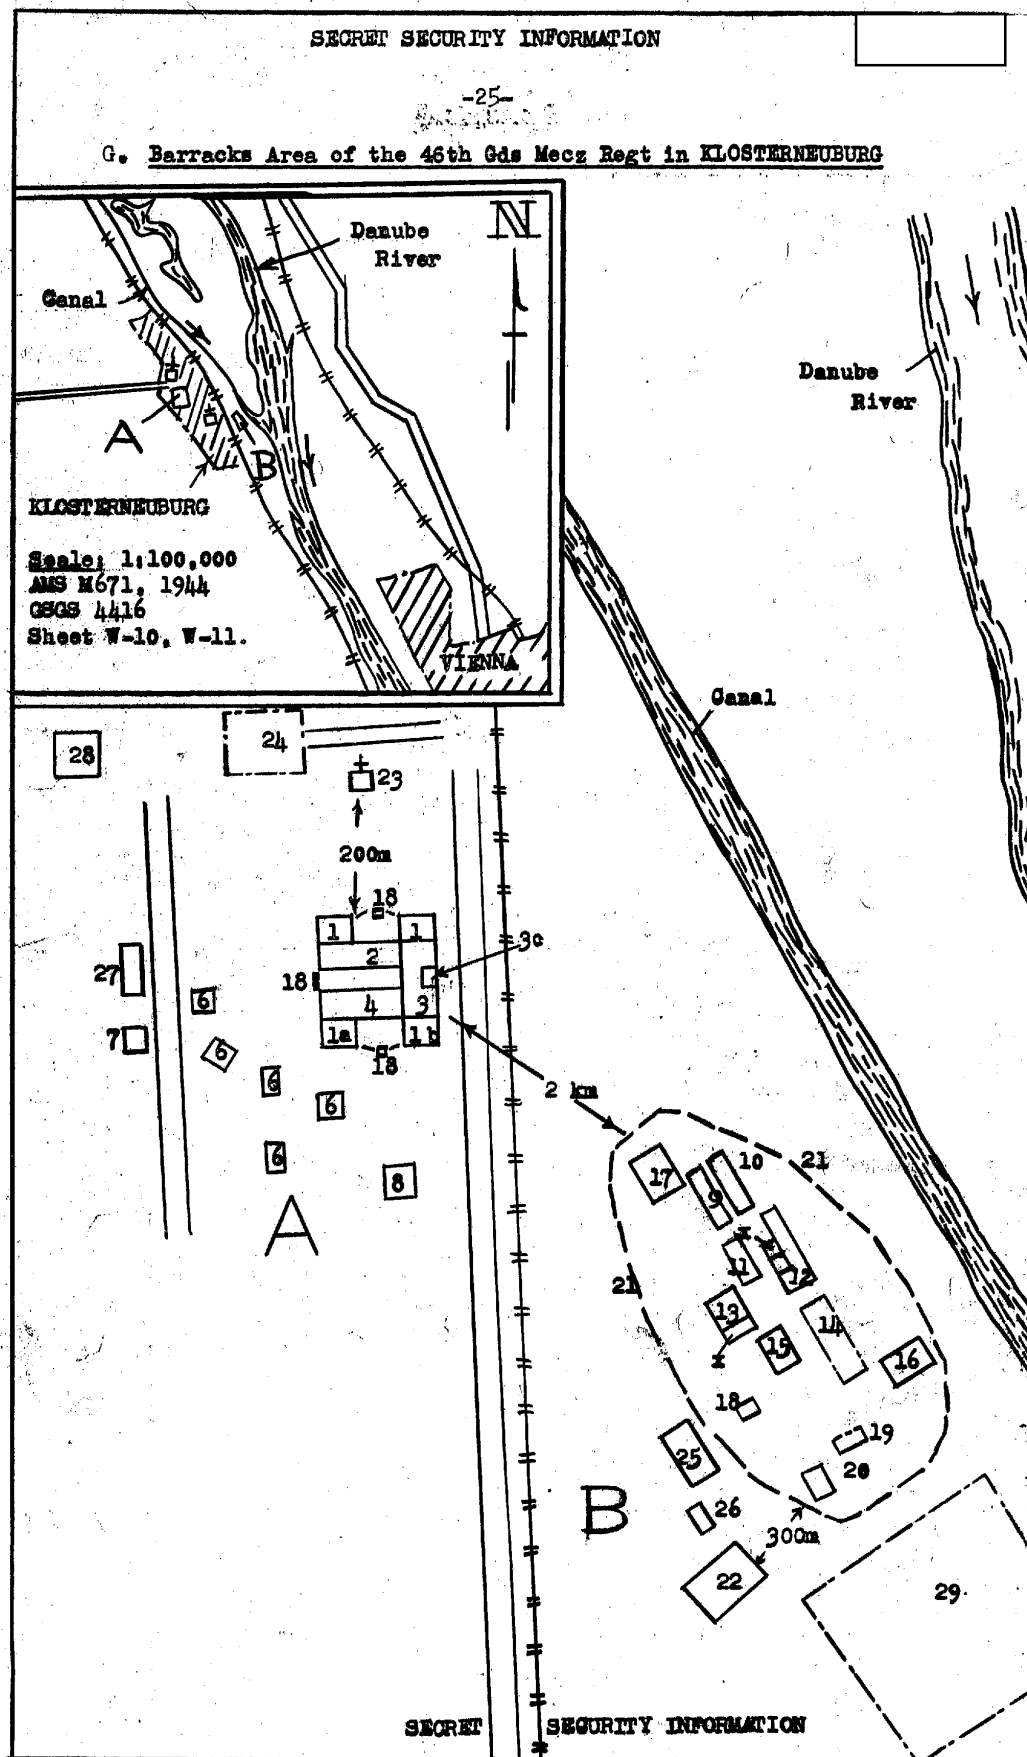 SECRET SECURITY INFORMATION
-25-
G. Barracks Area of the 46th Gds Mecz Regt in KLOSTERNEUBURG
N
Danube
River
Canal
A
B
KLOSTERNEUBURG
Scale: 1:100,000
AMS M671, 1944
GSGS 4416
Sheet W-10, W-11.
VIENNA
Danube
River
Canal
28
24
23
200m
18
1
1
2
3c
27
18
6
4
3
7
1a
1b
6
18
6
2 km
6
6
8
A
17
10
21
9
11
12
21
13
14
15
16
18
19
25
20
B
26
300m
22
29.
SECRET
SECURITY INFORMATION